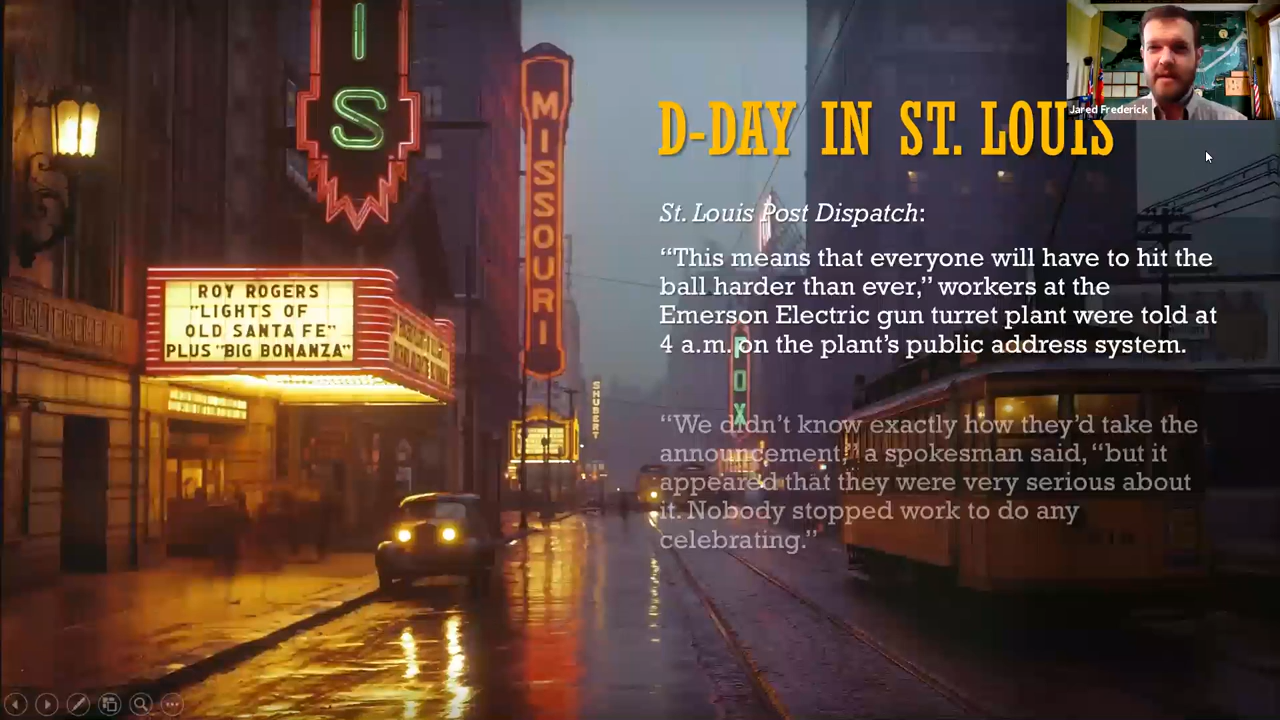 IS
MISSOURI
ROY ROGERS
"LIGHTS OF
OLD SANTA FE"
PLUS "BIG BONANZA"
SHUBERT
FOX
Jared Frederick
D-DAY IN ST. LOUIS
St. Louis Post Dispatch:
“This means that everyone will have to hit the
ball harder than ever,” workers at the
Emerson Electric gun turret plant were told at
4 a.m. on the plant’s public address system.
“We didn’t know exactly how they’d take the
announcement,” a spokesman said, “but it
appeared that they were very serious about
it. Nobody stopped work to do any
celebrating.”